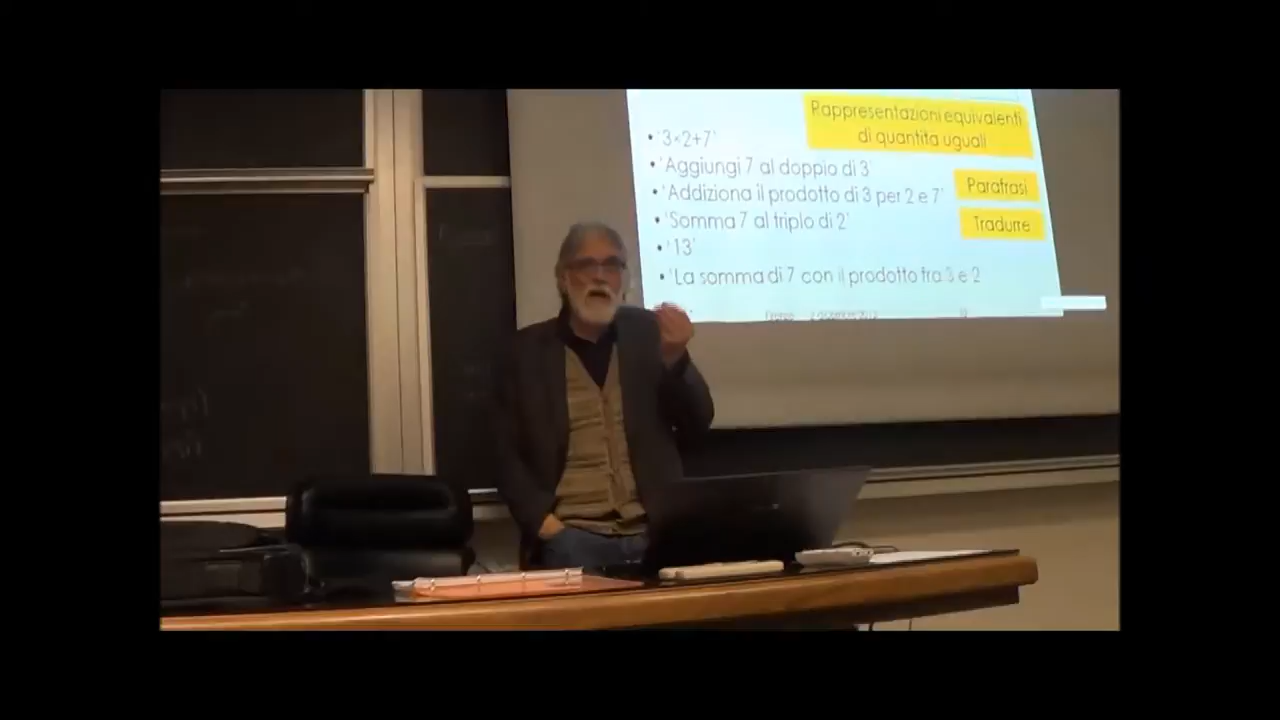 Rappresentazioni equivalenti
di quantità uguali
• '3×2+7'
• 'Aggiungi 7 al doppio di 3'
• 'Addiziona il prodotto di 3 per 2 e 7'
Parafrasi
• 'Somma 7 al triplo di 2'
Tradurre
• '13'
• 'La somma di 7 con il prodotto fra 3 e 2